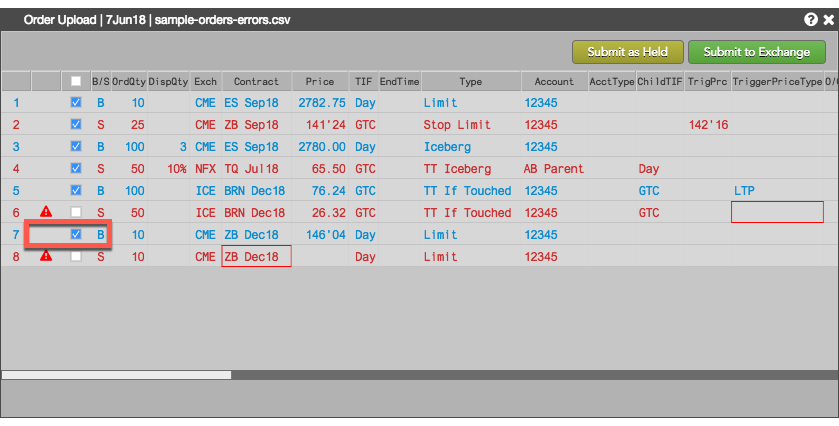 Order Upload | 7Jun18 | sample-orders-errors.csv
Submit as Held Submit to Exchange
B/S OrdQty DispQty Exch Contract Price TIF EndTime Type Account AcctType ChildTIF TrigPrc TriggerPriceType
1 B 10 CME ES Sep18 2782.75 Day Limit 12345
2 S 25 CME ZB Sep18 141'24 GTC Stop Limit 12345 142'16
3 B 100 3 CME ES Sep18 2780.00 Day Iceberg 12345
4 S 50 10% NFX TQ Jul18 65.50 GTC TT Iceberg AB Parent Day
5 B 100 ICE BRN Dec18 76.24 GTC TT If Touched 12345 GTC LTP
6 S 50 ICE BRN Dec18 26.32 GTC TT If Touched 12345 GTC
7 B 10 CME ZB Dec18 146'04 Day Limit 12345
8 S 10 CME ZB Dec18 Day Limit 12345